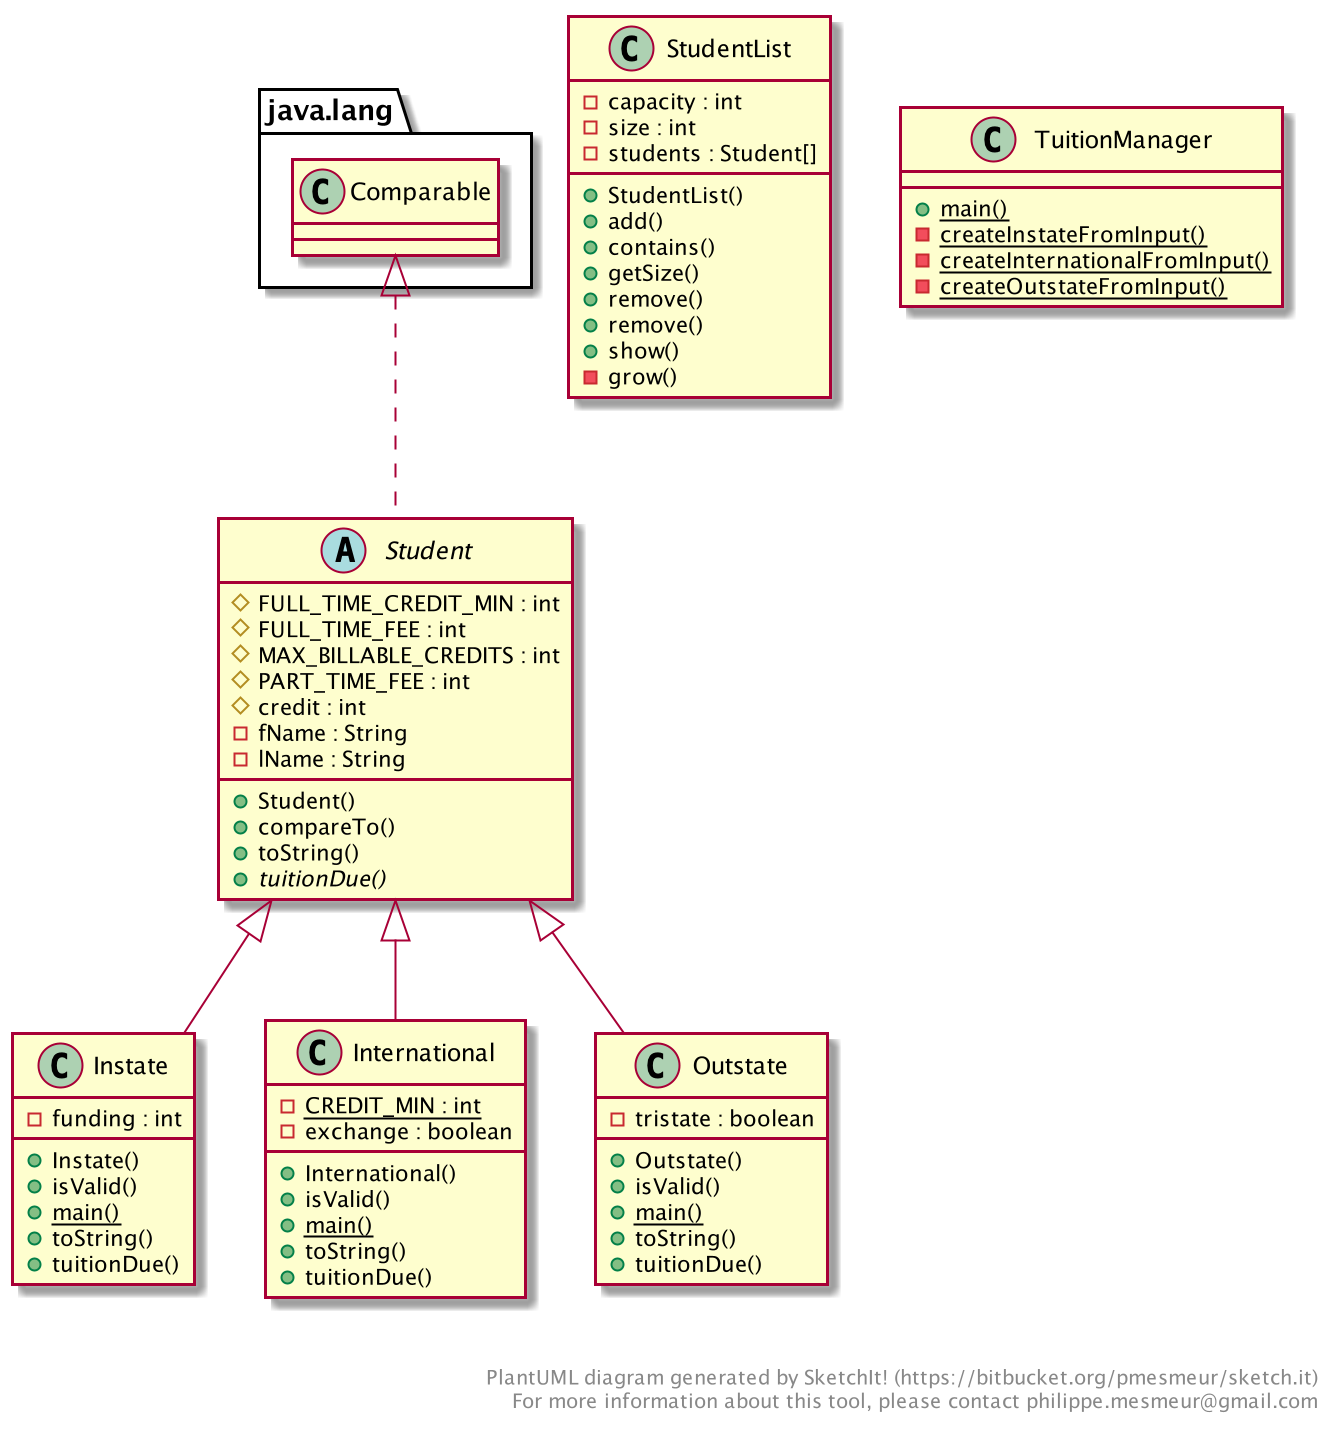 java.lang
C Comparable
C StudentList
capacity : int
size : int
students : Student[]
StudentList()
add()
contains()
getSize()
remove()
remove()
show()
grow()
C TuitionManager
main()
createInstateFromInput()
createInternationalFromInput()
createOutstateFromInput()
A Student
FULL_TIME_CREDIT_MIN : int
FULL_TIME_FEE : int
MAX_BILLABLE_CREDITS : int
PART_TIME_FEE : int
credit : int
fName : String
lName : String
Student()
compareTo()
toString()
tuitionDue()
C Instate
funding : int
Instate()
isValid()
main()
toString()
tuitionDue()
C International
CREDIT_MIN : int
exchange : boolean
International()
isValid()
main()
toString()
tuitionDue()
C Outstate
tristate : boolean
Outstate()
isValid()
main()
toString()
tuitionDue()
PlantUML diagram generated by SketchIt! (https://bitbucket.org/pmesmeur/sketch.it)
For more information about this tool, please contact philippe.mesmeur@gmail.com